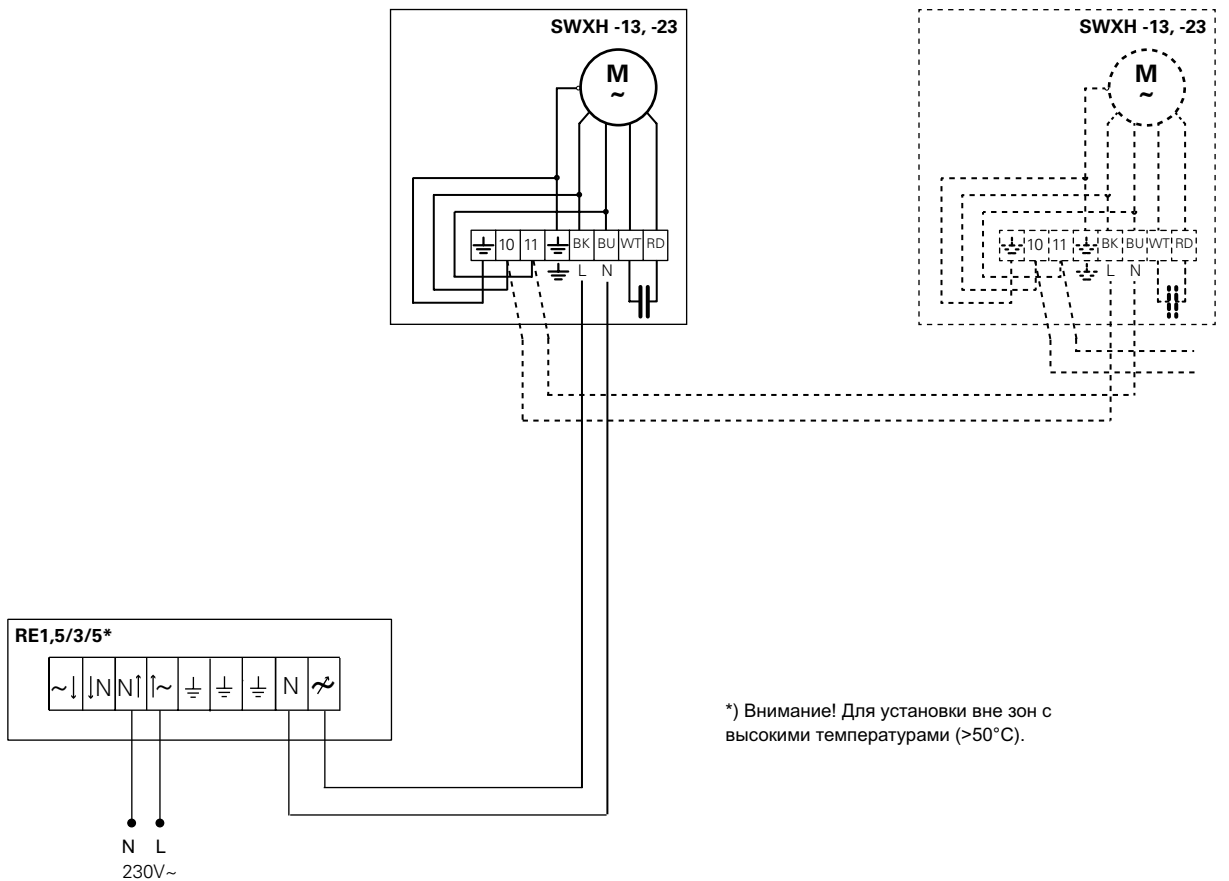 SWXH -13, -23
SWXH -13, -23
M
~
M
~
10 11 BK BU WT RD
10 11 BK BU WT RD
L N
L N
RE1,5/3/5*
~↓ ↓N N↑ ↑~ N ~
*) Внимание! Для установки вне зон с
высокими температурами (>50°C).
N L
230V~